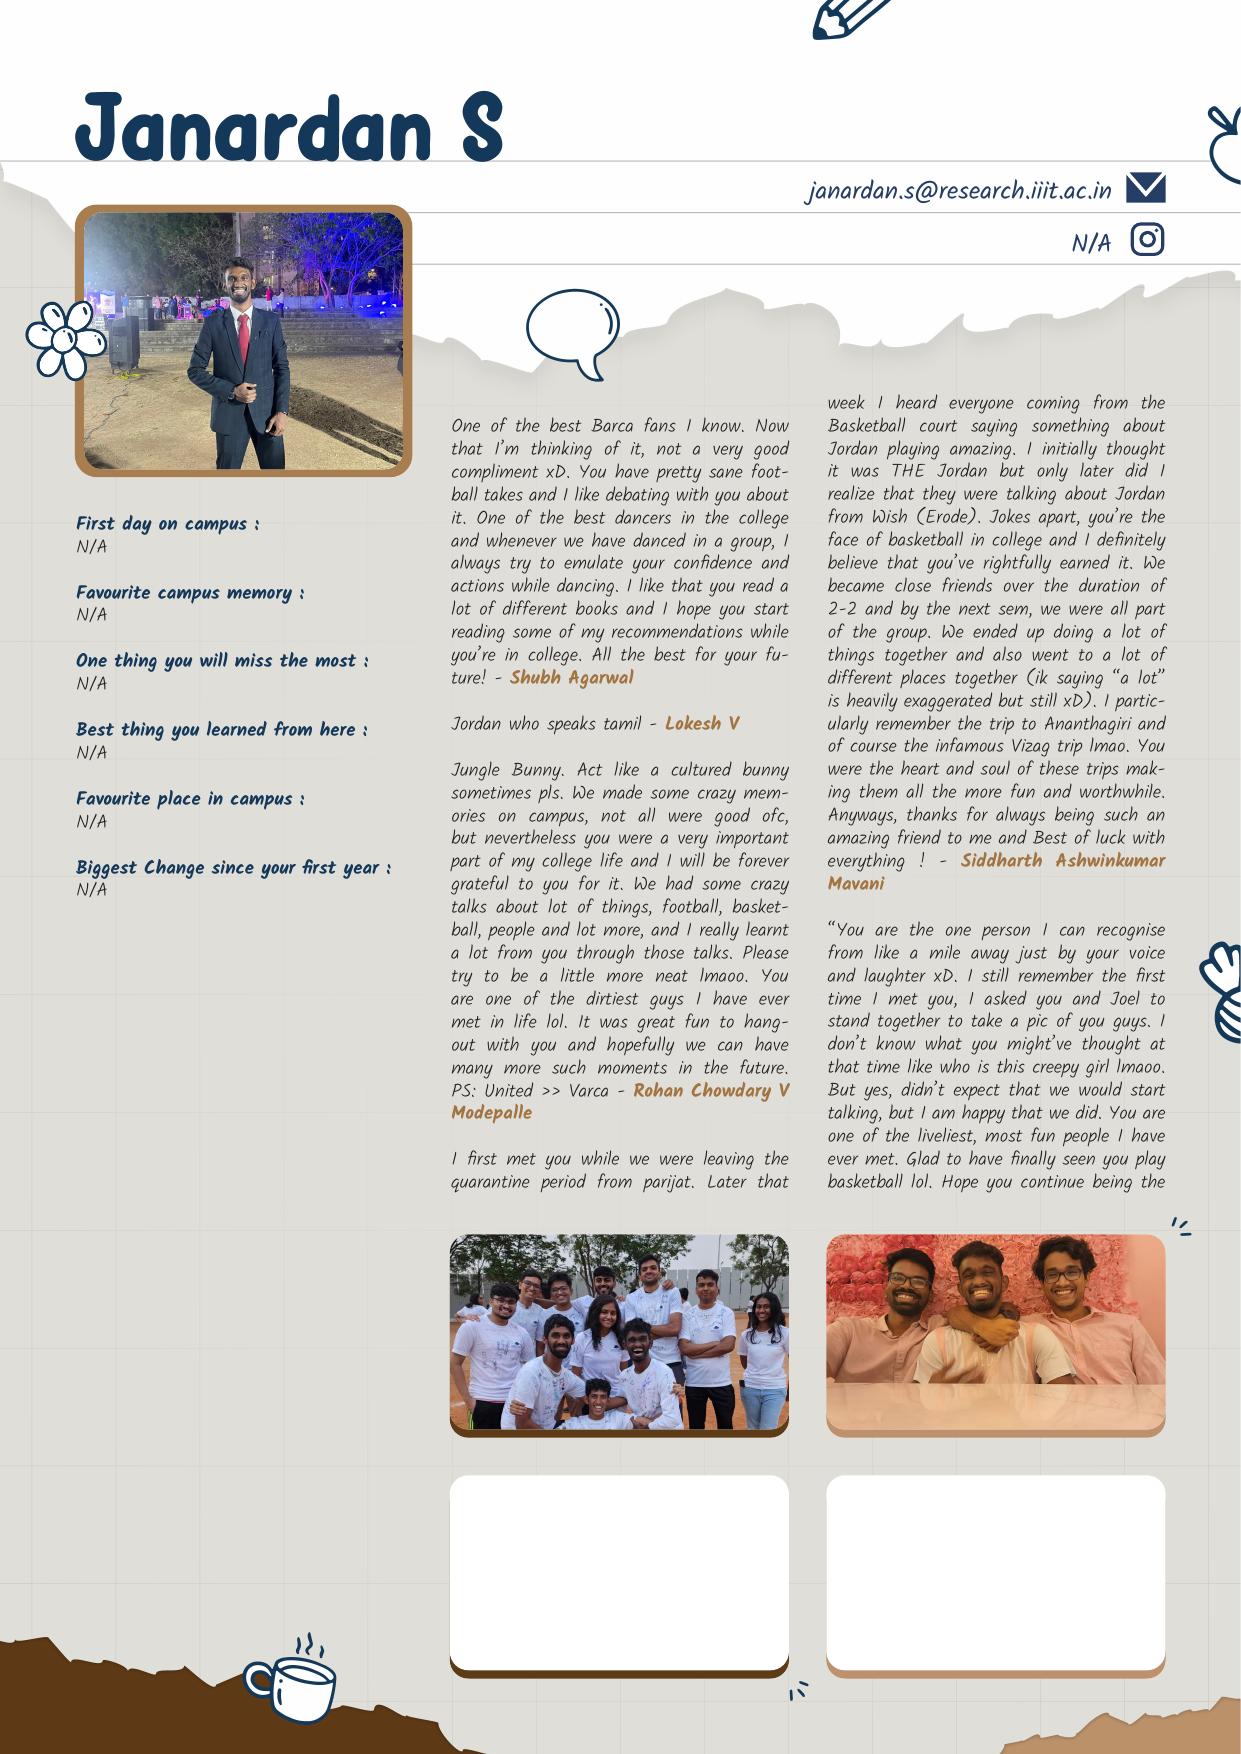 Janardan S
janardan.s@research.iiit.ac.in
N/A
First day on campus :
N/A
Favourite campus memory :
N/A
One thing you will miss the most :
N/A
Best thing you learned from here :
N/A
Favourite place in campus :
N/A
Biggest Change since your first year :
N/A
One of the best Barca fans I know. Now
that I'm thinking of it, not a very good
compliment xD. You have pretty sane foot-
ball takes and I like debating with you about
it. One of the best dancers in the college
and whenever we have danced in a group, I
always try to emulate your confidence and
actions while dancing. I like that you read a
lot of different books and I hope you start
reading some of my recommendations while
you're in college. All the best for your fu-
ture! - Shubh Agarwal
Jordan who speaks tamil - Lokesh V
Jungle Bunny. Act like a cultured bunny
sometimes pls. We made some crazy mem-
ories on campus, not all were good ofc,
but nevertheless you were a very important
part of my college life and I will be forever
grateful to you for it. We had some crazy
talks about lot of things, football, basket-
ball, people and lot more, and I really learnt
a lot from you through those talks. Please
try to be a little more neat lmaoo. You
are one of the dirtiest guys I have ever
met in life lol. It was great fun to hang-
out with you and hopefully we can have
many more such moments in the future.
PS: United >> Varca - Rohan Chowdary V
Modepalle
I first met you while we were leaving the
quarantine period from parijat. Later that
week I heard everyone coming from the
Basketball court saying something about
Jordan playing amazing. I initially thought
it was THE Jordan but only later did I
realize that they were talking about Jordan
from Wish (Erode). Jokes apart, you're the
face of basketball in college and I definitely
believe that you've rightfully earned it. We
became close friends over the duration of
2-2 and by the next sem, we were all part
of the group. We ended up doing a lot of
things together and also went to a lot of
different places together (ik saying "a lot"
is heavily exaggerated but still xD). I partic-
ularly remember the trip to Ananthagiri and
of course the infamous Vizag trip lmao. You
were the heart and soul of these trips mak-
ing them all the more fun and worthwhile.
Anyways, thanks for always being such an
amazing friend to me and Best of luck with
everything ! - Siddharth Ashwinkumar
Mavani
“You are the one person I can recognise
from like a mile away just by your voice
and laughter xD. I still remember the first
time I met you, I asked you and Joel to
stand together to take a pic of you guys. I
don't know what you might've thought at
that time like who is this creepy girl lmaoo.
But yes, didn't expect that we would start
talking, but I am happy that we did. You are
one of the liveliest, most fun people I have
ever met. Glad to have finally seen you play
basketball lol. Hope you continue being the